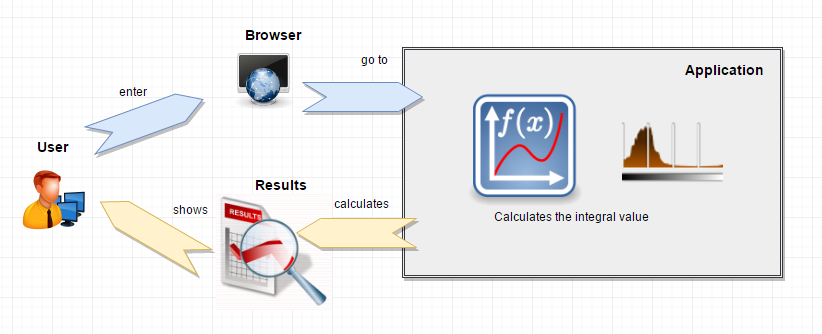 Browser
go to
Application
enter
f(x)
User
Results
shows
RESULTS
calculates
Calculates the integral value